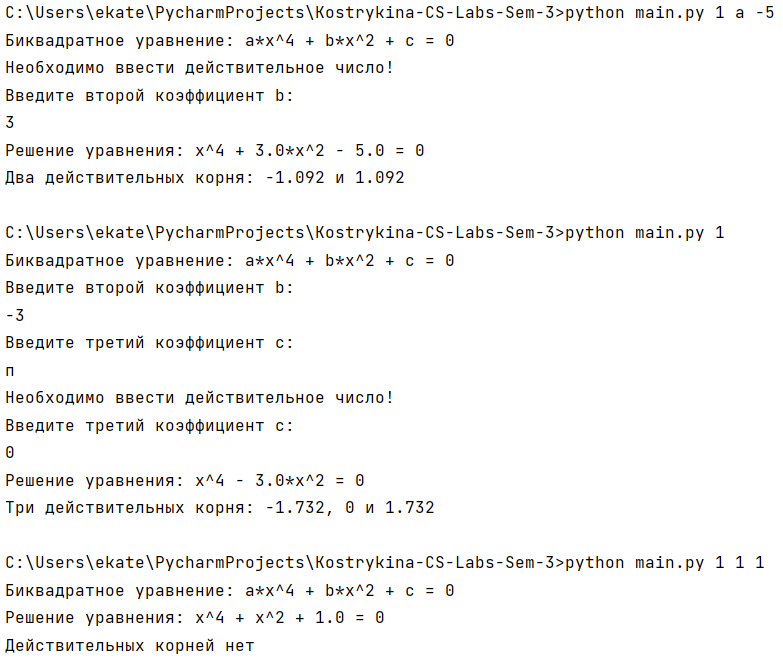 C:\Users\ekate\PycharmProjects\Kostrykina-CS-Labs-Sem-3>python main.py 1 a -5
Биквадратное уравнение: a*x^4 + b*x^2 + c = 0
Необходимо ввести действительное число!
Введите второй коэффициент b:
3
Решение уравнения: x^4 + 3.0*x^2 - 5.0 = 0
Два действительных корня: -1.092 и 1.092
C:\Users\ekate\PycharmProjects\Kostrykina-CS-Labs-Sem-3>python main.py 1
Биквадратное уравнение: a*x^4 + b*x^2 + c = 0
Введите второй коэффициент b:
-3
Введите третий коэффициент c:
п
Необходимо ввести действительное число!
Введите третий коэффициент c:
0
Решение уравнения: x^4 - 3.0*x^2 = 0
Три действительных корня: -1.732, 0 и 1.732
C:\Users\ekate\PycharmProjects\Kostrykina-CS-Labs-Sem-3>python main.py 1 1 1
Биквадратное уравнение: a*x^4 + b*x^2 + c = 0
Решение уравнения: x^4 + x^2 + 1.0 = 0
Действительных корней нет